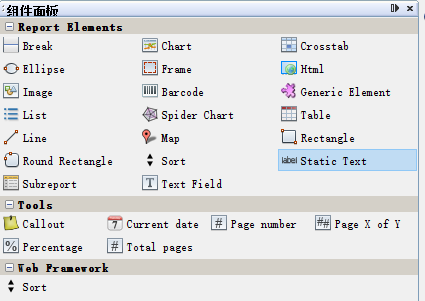 组件面板
Report Elements
Break Chart Crosstab
Ellipse Frame Html
Image Barcode Generic Element
List Spider Chart Table
Line Map Rectangle
Round Rectangle Sort label Static Text
Subreport T Text Field
Tools
Callout 7 Current date # Page number ## Page X of Y
% Percentage # Total pages
Web Framework
Sort